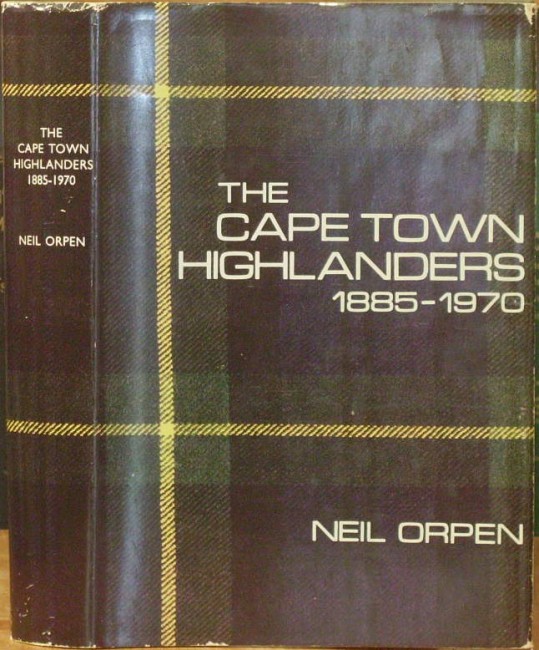 THE
CAPE TOWN
HIGHLANDERS
1885-1970
NEIL ORPEN
THE
CAPE TOWN
HIGHLANDERS
1885-1970
NEIL ORPEN